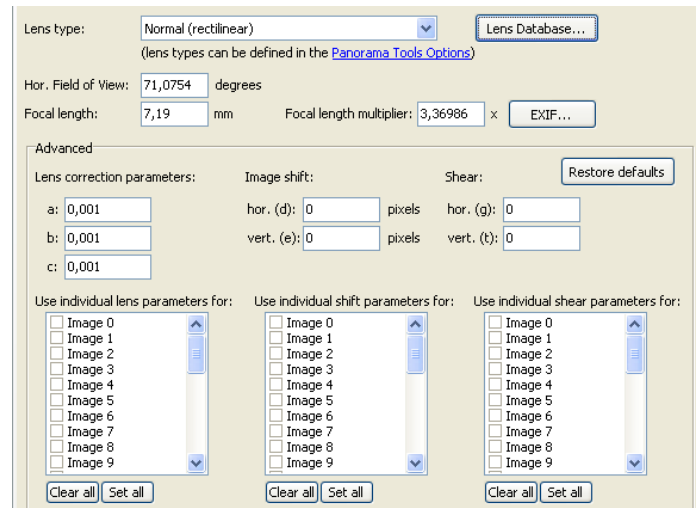 Lens type: Normal (rectilinear) Lens Database...
(lens types can be defined in the Panorama Tools Options)
Hor. Field of View: 71,0754 degrees
Focal length: 7,19 mm Focal length multiplier: 3,36986 x EXIF...
Advanced
Lens correction parameters: Image shift: Shear: Restore defaults
a: 0,001 hor. (d): 0 pixels hor. (g): 0
b: 0,001 vert. (e): 0 pixels vert. (t): 0
c: 0,001
Use individual lens parameters for: Use individual shift parameters for: Use individual shear parameters for:
Image 0 Image 0 Image 0
Image 1 Image 1 Image 1
Image 2 Image 2 Image 2
Image 3 Image 3 Image 3
Image 4 Image 4 Image 4
Image 5 Image 5 Image 5
Image 6 Image 6 Image 6
Image 7 Image 7 Image 7
Image 8 Image 8 Image 8
Image 9 Image 9 Image 9
Clear all Set all Clear all Set all Clear all Set all